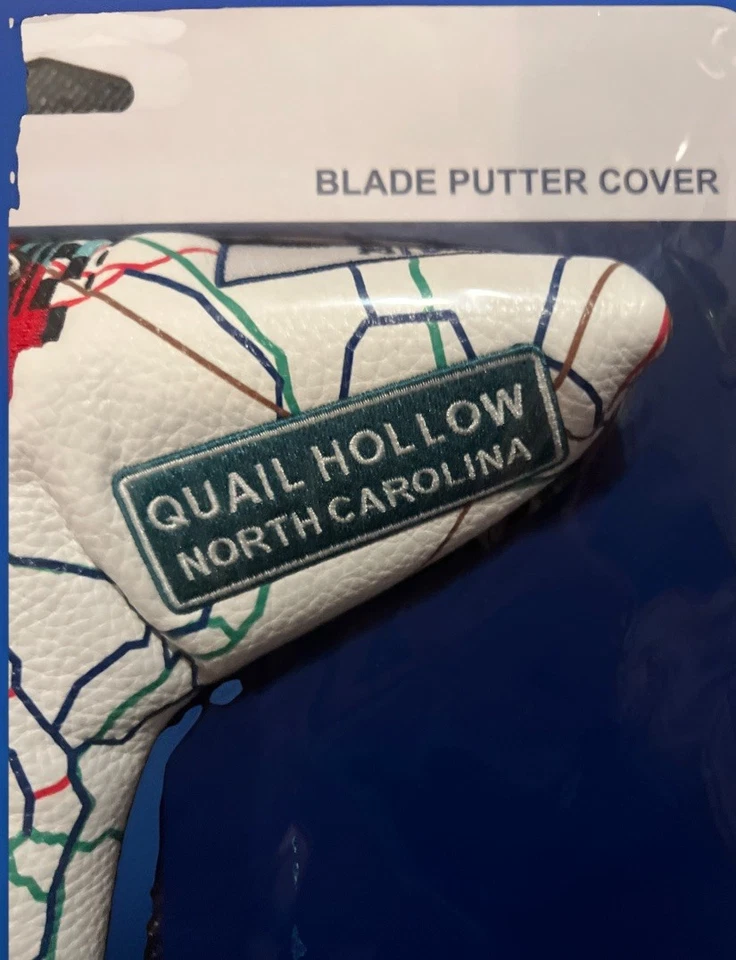 BLADE PUTTER COVER
QUAIL HOLLOW
NORTH CAROLINA